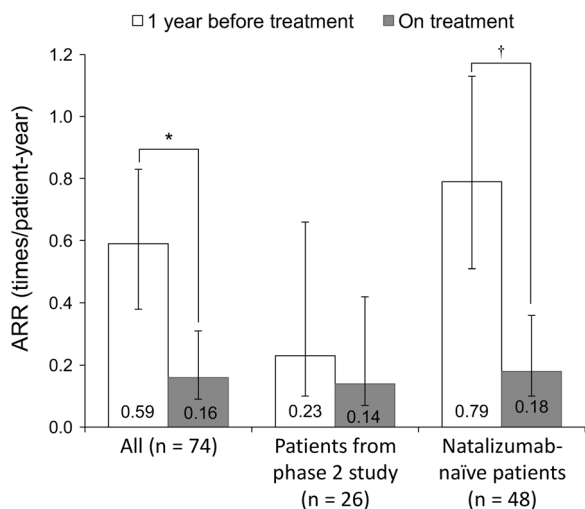 1 year before treatment On treatment
ARR (times/patient-year)
1.2
1.0
0.8
0.6
0.4
0.2
0.0
*
†
0.59 0.16 0.23 0.14 0.79 0.18
All (n = 74) Patients from Natalizumab-
phase 2 study naïve patients
(n = 26) (n = 48)